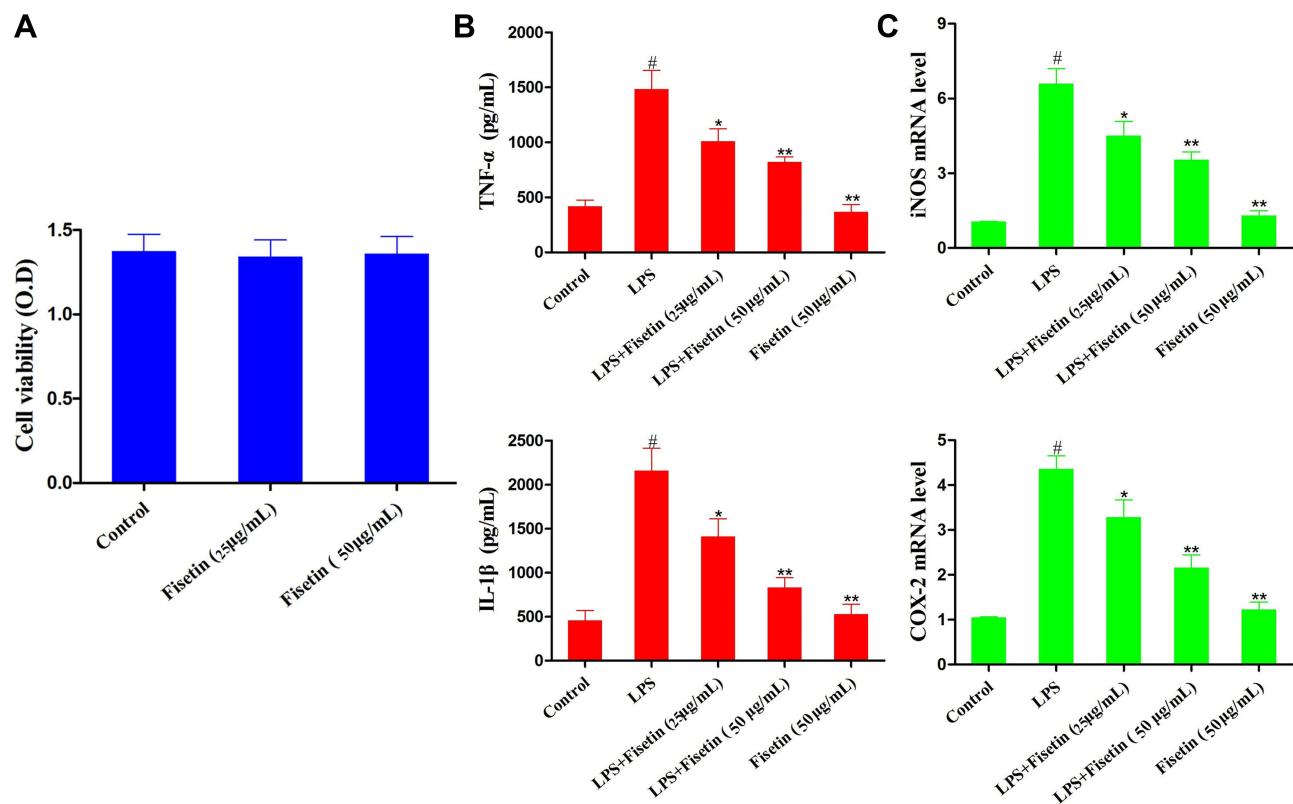 A
Cell viability (O.D)
1.5
1.0
0.5
0.0
Control
Fisetin (25μg/mL)
Fisetin ( 50μg/mL)
B
TNF-α (pg/mL)
2000
1500
1000
500
0
#
*
**
**
Control
LPS
LPS+Fisetin (25μg/mL)
LPS+Fisetin ( 50μg/mL)
Fisetin (50μg/mL)
IL-1β (pg/mL)
2500
2000
1500
1000
500
0
#
*
**
**
Control
LPS
LPS+Fisetin (25μg/mL)
LPS+Fisetin ( 50 μg/mL)
Fisetin (50μg/mL)
C
iNOS mRNA level
9
6
3
0
#
*
**
**
Control
LPS
LPS+Fisetin (25μg/mL)
LPS+Fisetin ( 50 μg/mL)
Fisetin (50 μg/mL)
COX-2 mRNA level
5
4
3
2
1
0
#
*
**
**
Control
LPS
LPS+Fisetin (25μg/mL)
LPS+Fisetin ( 50 μg/mL)
Fisetin ( 50μg/mL)